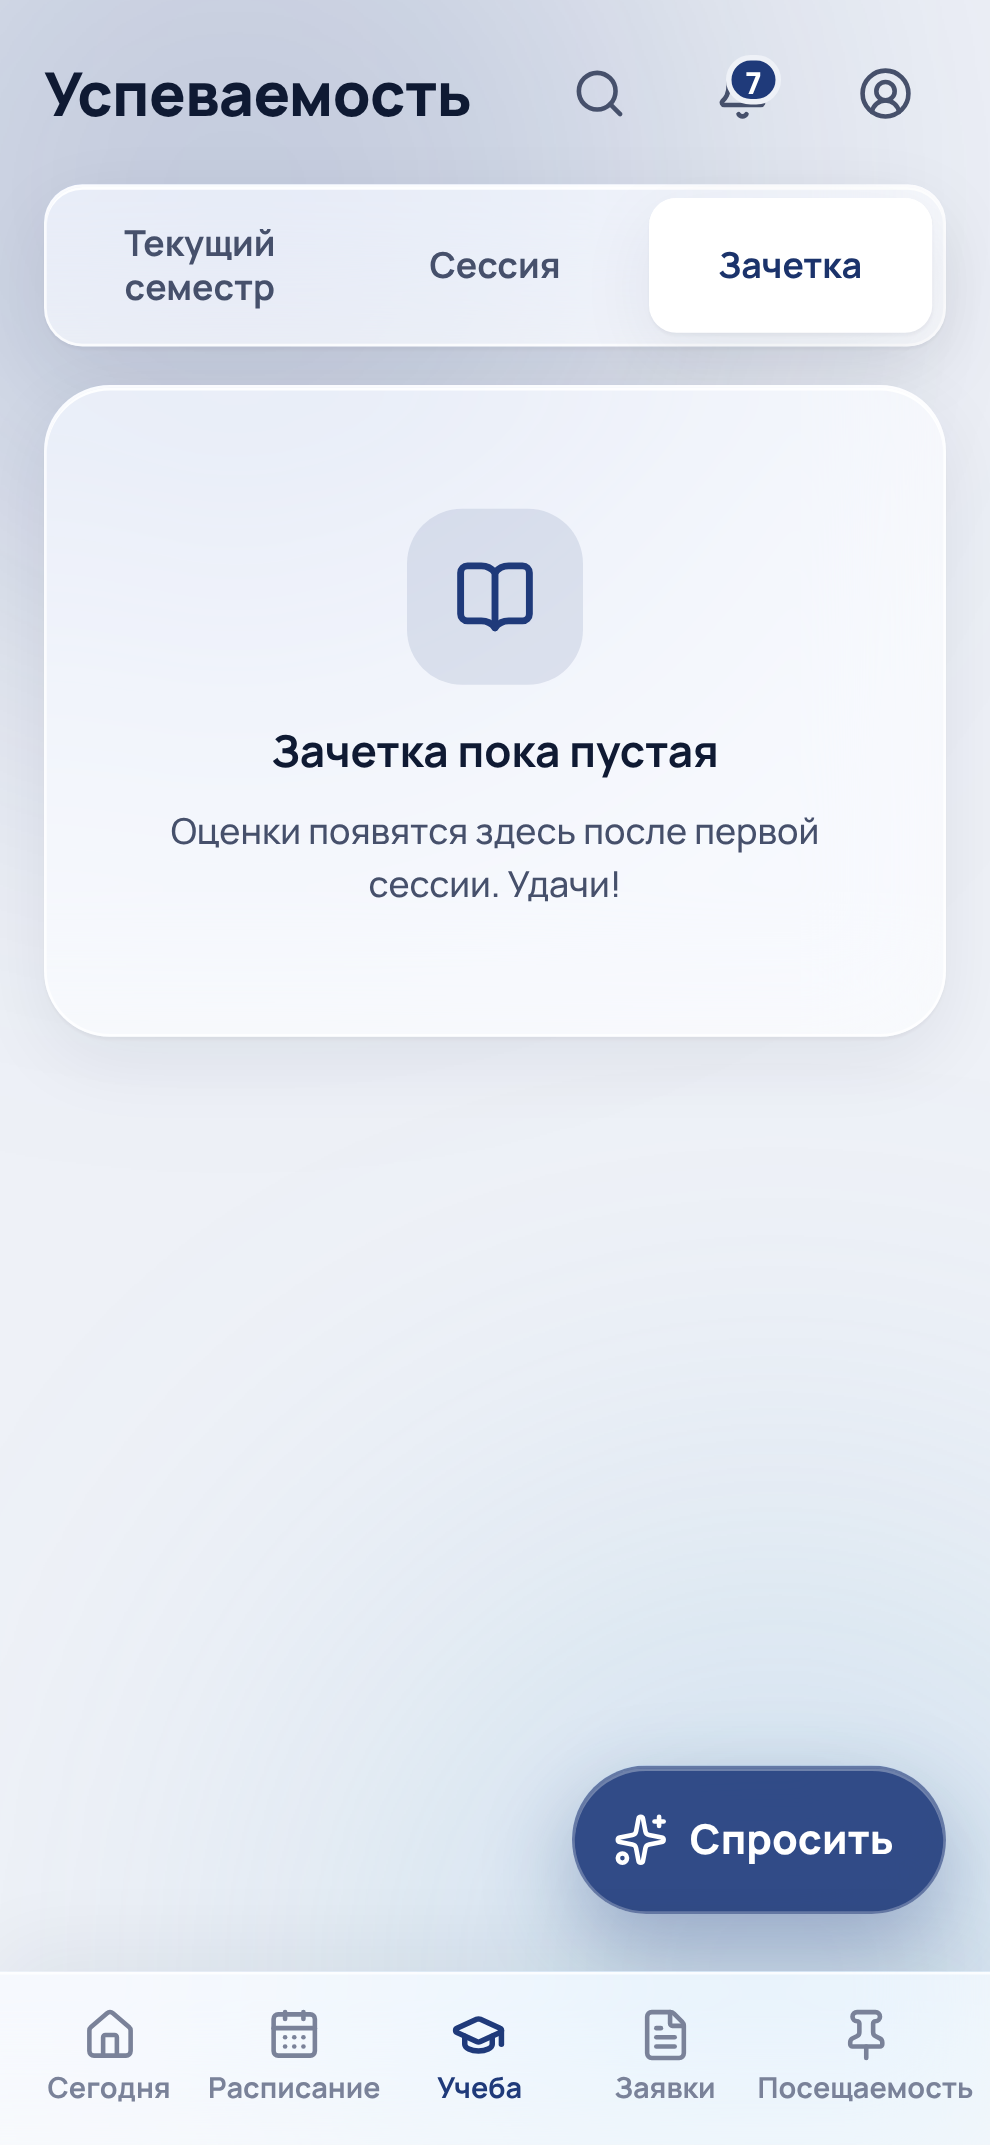 Успеваемость
7
Текущий
семестр
Сессия
Зачетка
Зачетка пока пустая
Оценки появятся здесь после первой
сессии. Удачи!
Спросить
Сегодня
Расписание
Учеба
Заявки
Посещаемость